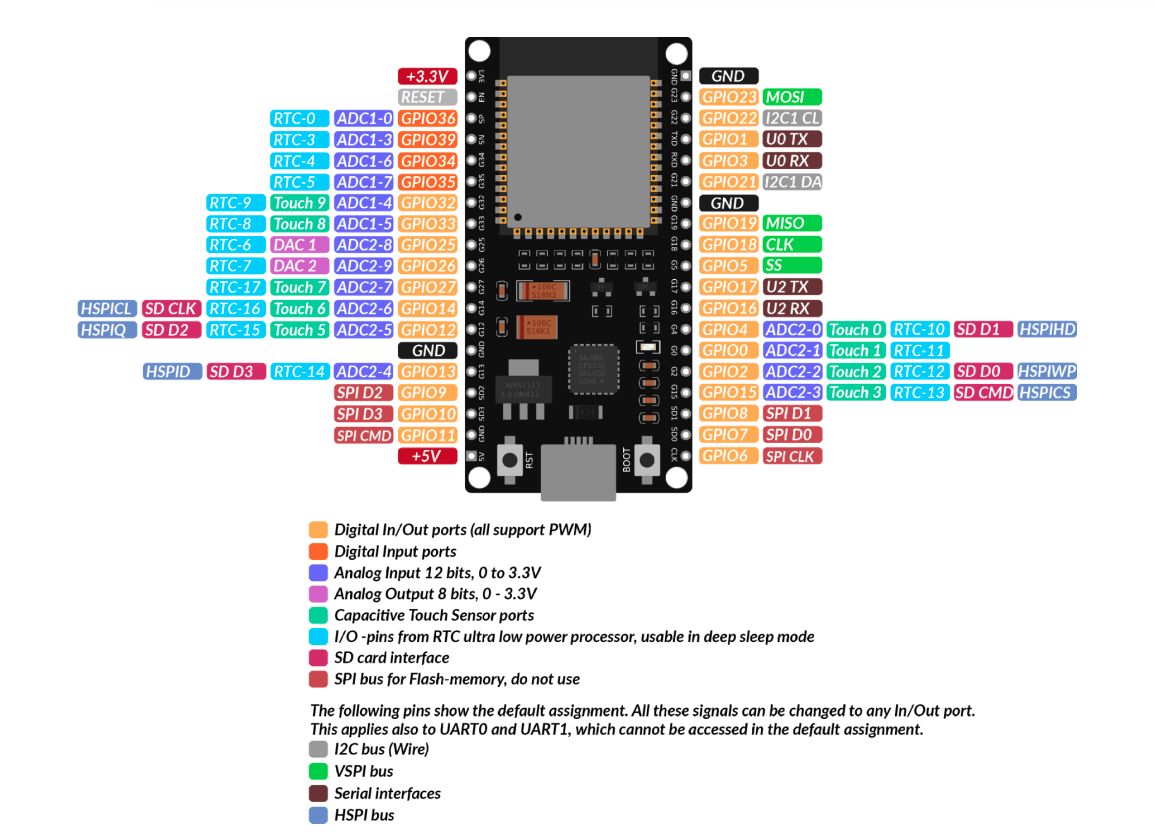 +3.3V 3V3 GND GND
RESET EN G23 GPIO23 MOSI
RTC-0 ADC1-0 GPIO36 SP G22 GPIO22 I2C1 CL
RTC-3 ADC1-3 GPIO39 SN TXD GPIO1 U0 TX
RTC-4 ADC1-6 GPIO34 G34 RXD GPIO3 U0 RX
RTC-5 ADC1-7 GPIO35 G35 G21 GPIO21 I2C1 DA
RTC-9 Touch 9 ADC1-4 GPIO32 G32 GND GND
RTC-8 Touch 8 ADC1-5 GPIO33 G33 G19 GPIO19 MISO
RTC-6 DAC 1 ADC2-8 GPIO25 G25 G18 GPIO18 CLK
RTC-7 DAC 2 ADC2-9 GPIO26 G26 G5 GPIO5 SS
RTC-17 Touch 7 ADC2-7 GPIO27 G27 G17 GPIO17 U2 TX
HSPICL SD CLK RTC-16 Touch 6 ADC2-6 GPIO14 G14 G16 GPIO16 U2 RX
HSPIQ SD D2 RTC-15 Touch 5 ADC2-5 GPIO12 G12 G4 GPIO4 ADC2-0 Touch 0 RTC-10 SD D1 HSPIHD
GND GND G0 GPIO0 ADC2-1 Touch 1 RTC-11
HSPID SD D3 RTC-14 ADC2-4 GPIO13 G13 G2 GPIO2 ADC2-2 Touch 2 RTC-12 SD D0 HSPIWP
SPI D2 GPIO9 SD2 G15 GPIO15 ADC2-3 Touch 3 RTC-13 SD CMD HSPICS
SPI D3 GPIO10 SD3 SD1 GPIO8 SPI D1
SPI CMD GPIO11 GND SD0 GPIO7 SPI D0
+5V 5V CLK GPIO6 SPI CLK
106C
518N3
106C
516K1
SILABS
CP2102
AMS1117
RST
BOOT
Digital In/Out ports (all support PWM)
Digital Input ports
Analog Input 12 bits, 0 to 3.3V
Analog Output 8 bits, 0 - 3.3V
Capacitive Touch Sensor ports
I/O -pins from RTC ultra low power processor, usable in deep sleep mode
SD card interface
SPI bus for Flash-memory, do not use
The following pins show the default assignment. All these signals can be changed to any In/Out port.
This applies also to UART0 and UART1, which cannot be accessed in the default assignment.
I2C bus (Wire)
VSPI bus
Serial interfaces
HSPI bus